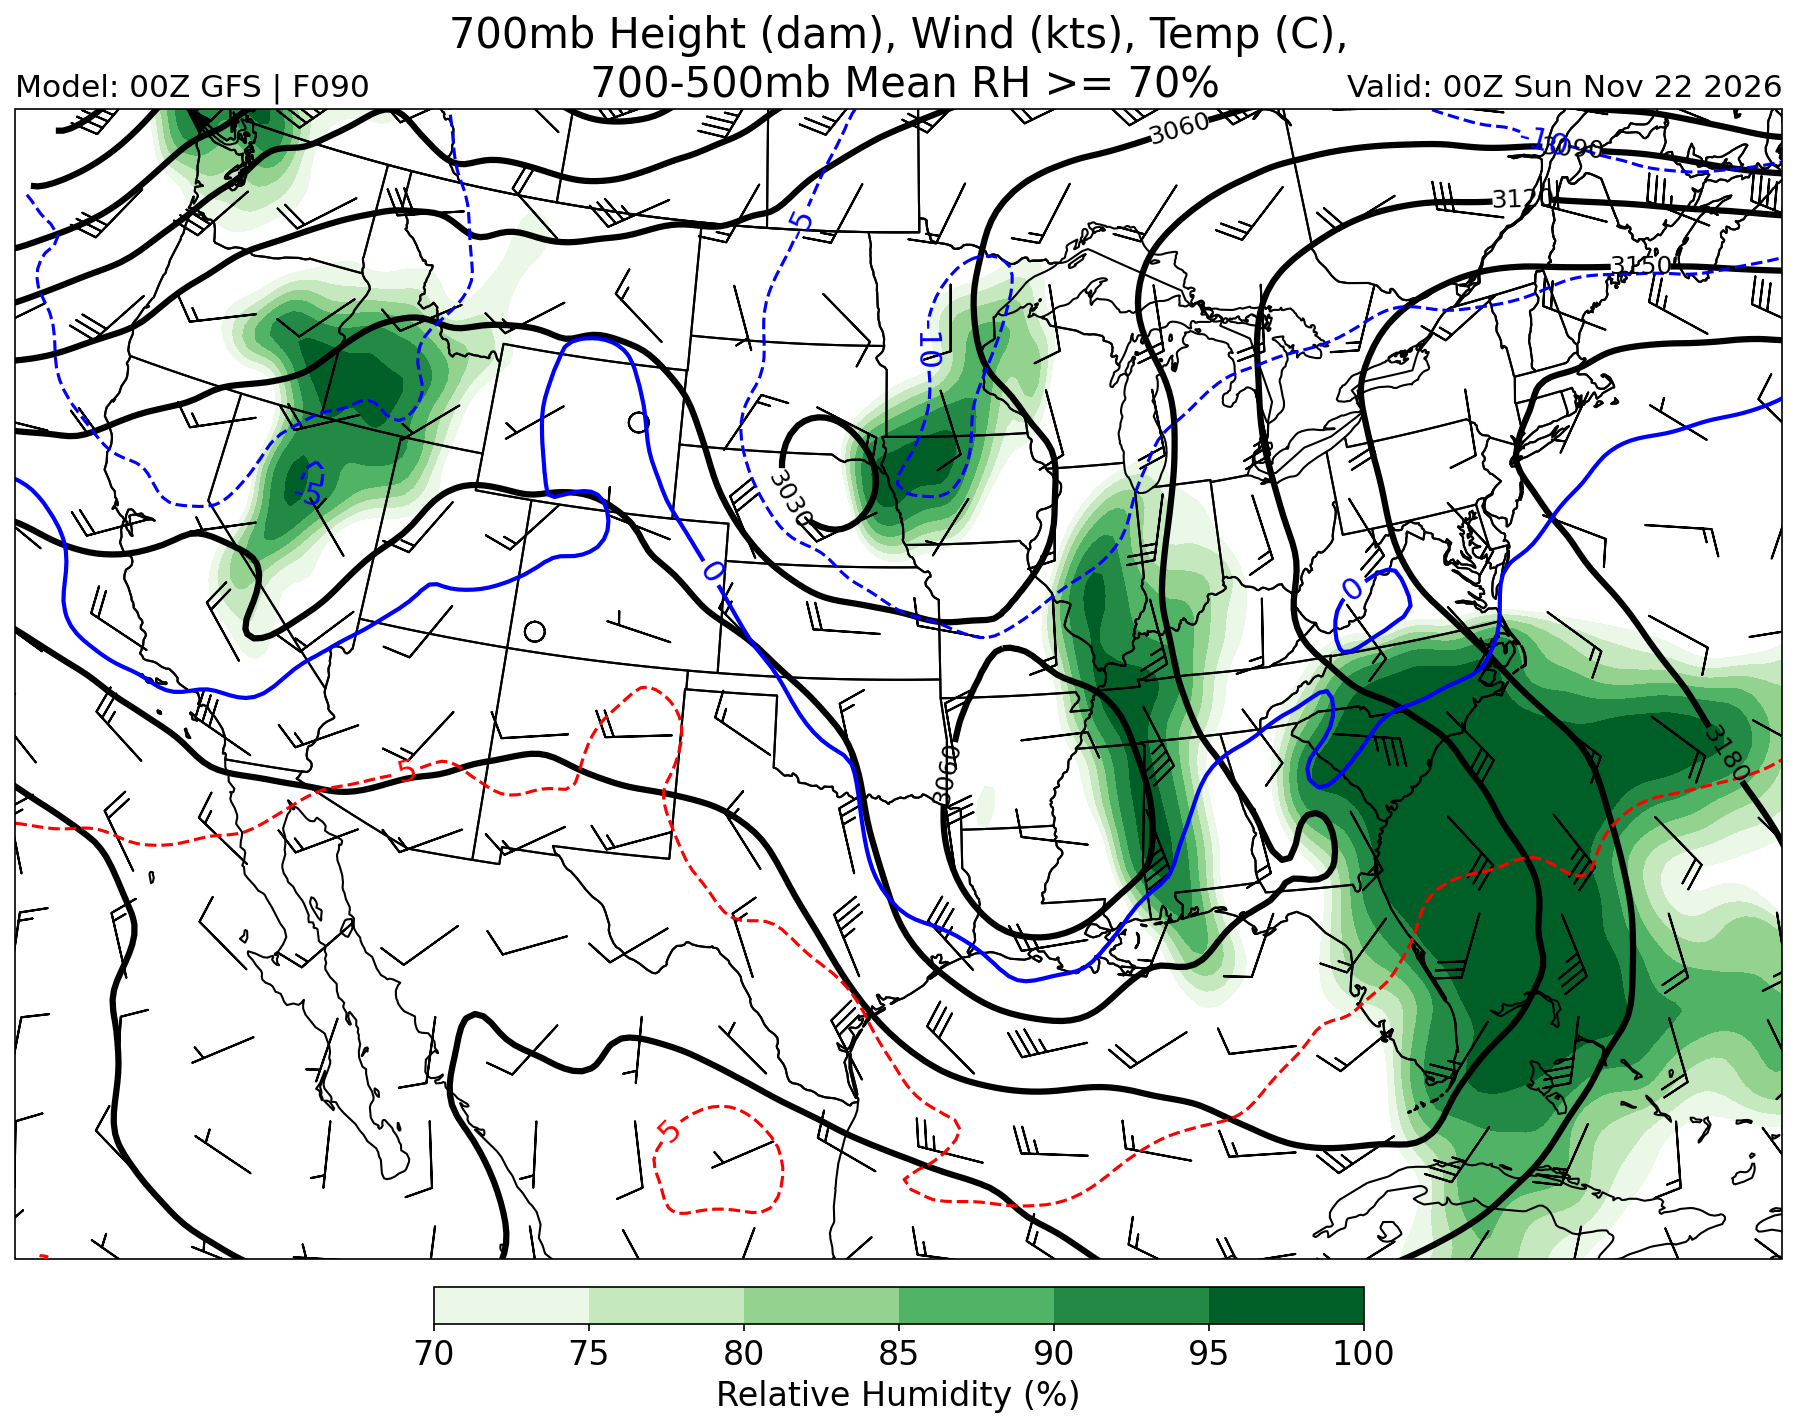 700mb Height (dam), Wind (kts), Temp (C),
Model: 00Z GFS | F090
700-500mb Mean RH >= 70%
Valid: 00Z Sun Nov 22 2026
3060
-10
3090
3120
-5
3150
-10
-5
3030
0
0
3180
5
3060
5
70 75 80 85 90 95 100
Relative Humidity (%)